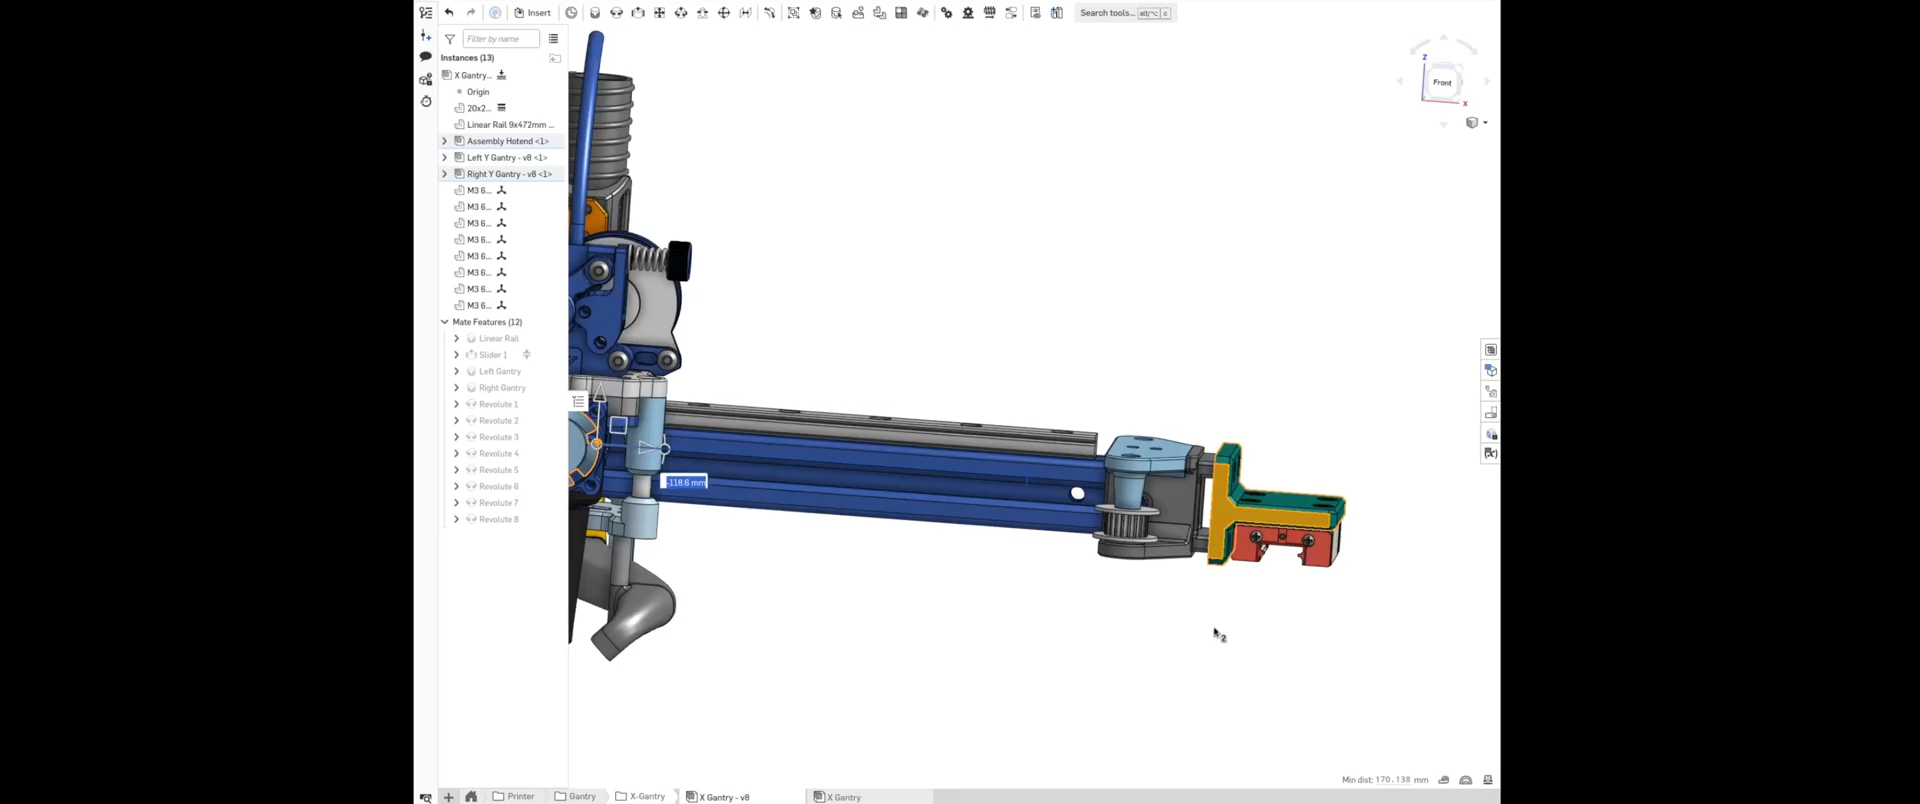 Insert
Search tools... alt/⌥ c
Filter by name
Instances (13)
X Gantry...
Origin
20x2...
Linear Rail 9x472mm ...
Assembly Hotend <1>
Left Y Gantry - v8 <1>
Right Y Gantry - v8 <1>
M3 6...
M3 6...
M3 6...
M3 6...
M3 6...
M3 6...
M3 6...
M3 6...
Mate Features (12)
Linear Rail
Slider 1
Left Gantry
Right Gantry
Revolute 1
Revolute 2
Revolute 3
Revolute 4
Revolute 5
Revolute 6
Revolute 7
Revolute 8
Z
Front
X
-118.6 mm
2
Min dist: 170.138 mm
Printer
Gantry
X-Gantry
X Gantry - v8
X Gantry